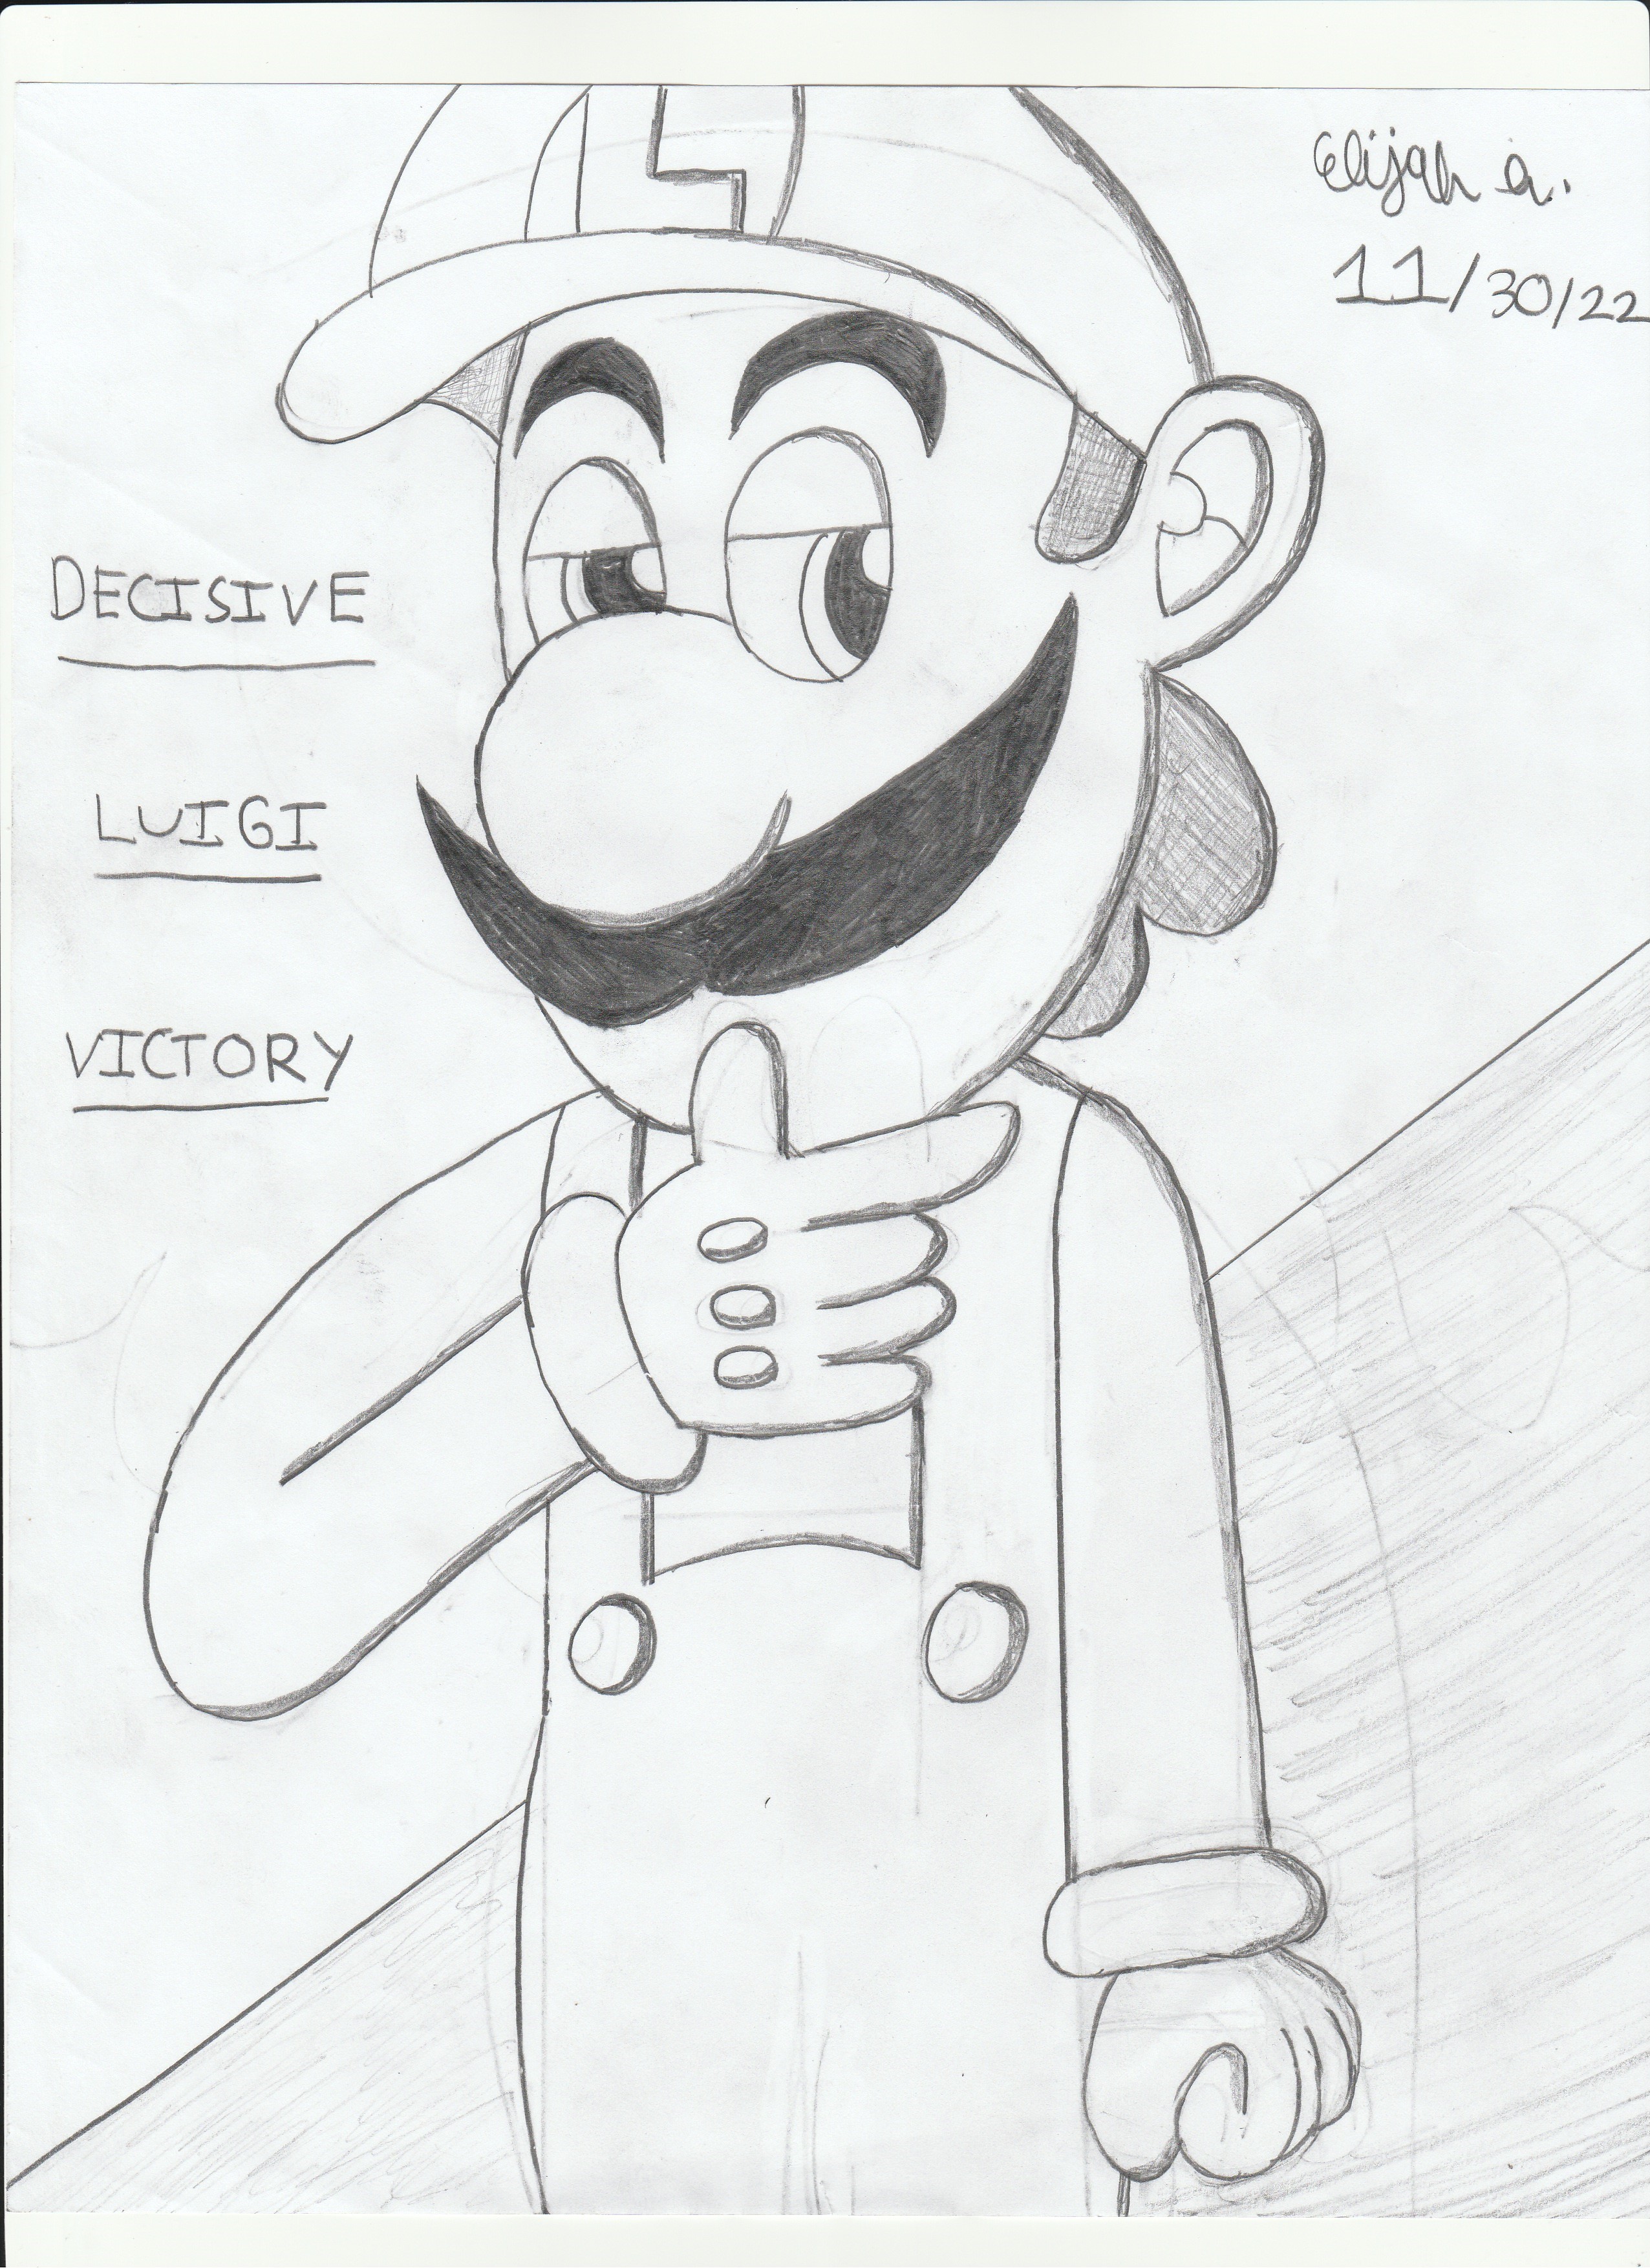 Elijah a.
11/30/22
DECISIVE
LUIGI
VICTORY
L